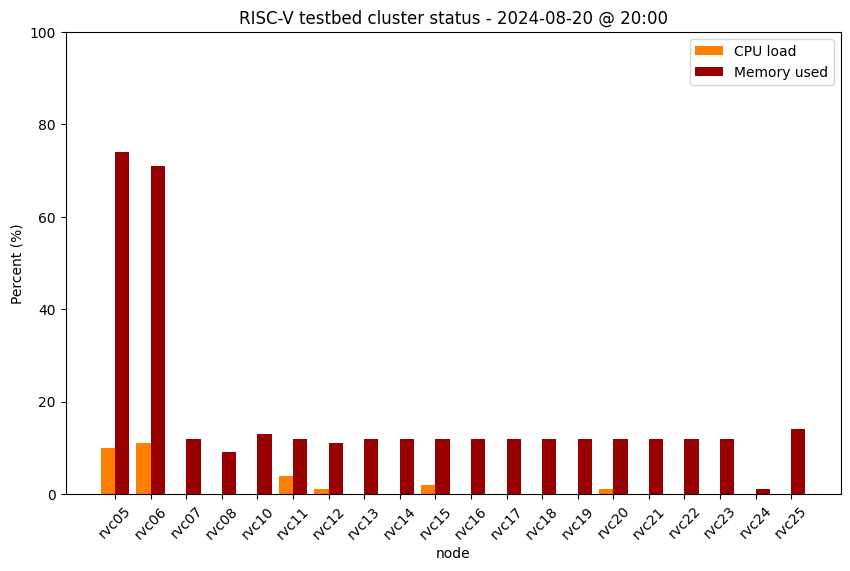 RISC-V testbed cluster status - 2024-08-20 @ 20:00
CPU load
Memory used
Percent (%)
100
80
60
40
20
0
rvc05 rvc06 rvc07 rvc08 rvc10 rvc11 rvc12 rvc13 rvc14 rvc15 rvc16 rvc17 rvc18 rvc19 rvc20 rvc21 rvc22 rvc23 rvc24 rvc25
node